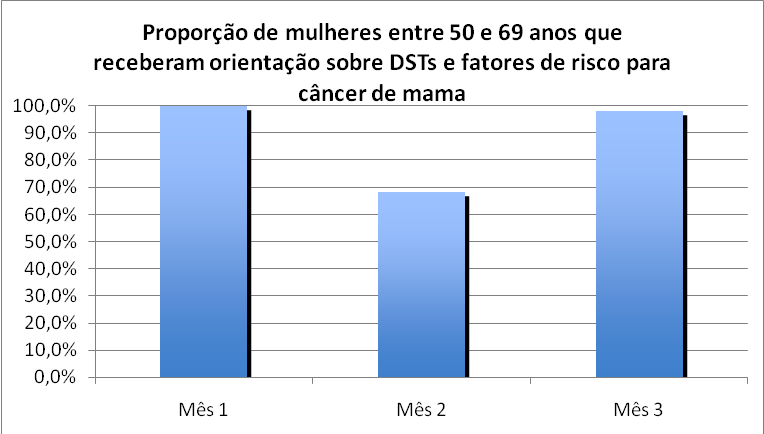 Proporção de mulheres entre 50 e 69 anos que
receberam orientação sobre DSTs e fatores de risco para
câncer de mama
100,0%
90,0%
80,0%
70,0%
60,0%
50,0%
40,0%
30,0%
20,0%
10,0%
0,0%
Mês 1
Mês 2
Mês 3